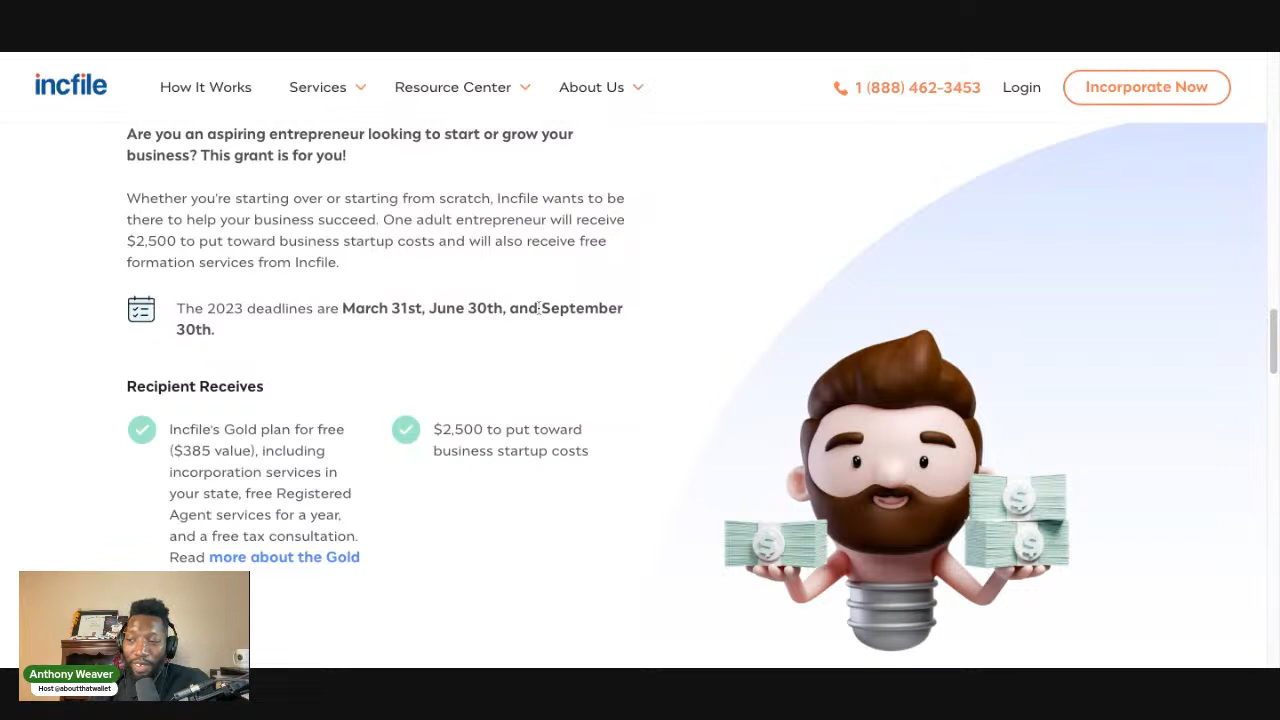 incfile
How It Works
Services
Resource Center
About Us
1 (888) 462-3453
Login
Incorporate Now
Are you an aspiring entrepreneur looking to start or grow your
business? This grant is for you!
Whether you're starting over or starting from scratch, Incfile wants to be
there to help your business succeed. One adult entrepreneur will receive
$2,500 to put toward business startup costs and will also receive free
formation services from Incfile.
The 2023 deadlines are March 31st, June 30th, and September
30th.
Recipient Receives
Incfile's Gold plan for free
($385 value), including
incorporation services in
your state, free Registered
Agent services for a year,
and a free tax consultation.
Read more about the Gold
$2,500 to put toward
business startup costs
$
$
$
Anthony Weaver
Host @aboutthatwallet